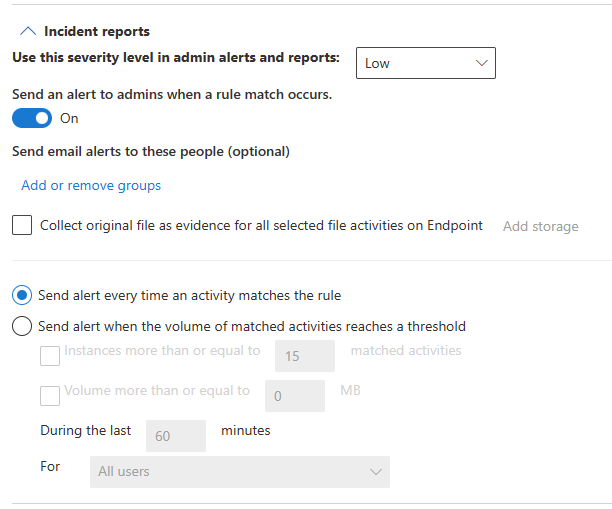 Incident reports
Use this severity level in admin alerts and reports: Low
Send an alert to admins when a rule match occurs.
On
Send email alerts to these people (optional)
Add or remove groups
Collect original file as evidence for all selected file activities on Endpoint Add storage
Send alert every time an activity matches the rule
Send alert when the volume of matched activities reaches a threshold
Instances more than or equal to 15 matched activities
Volume more than or equal to 0 MB
During the last 60 minutes
For All users